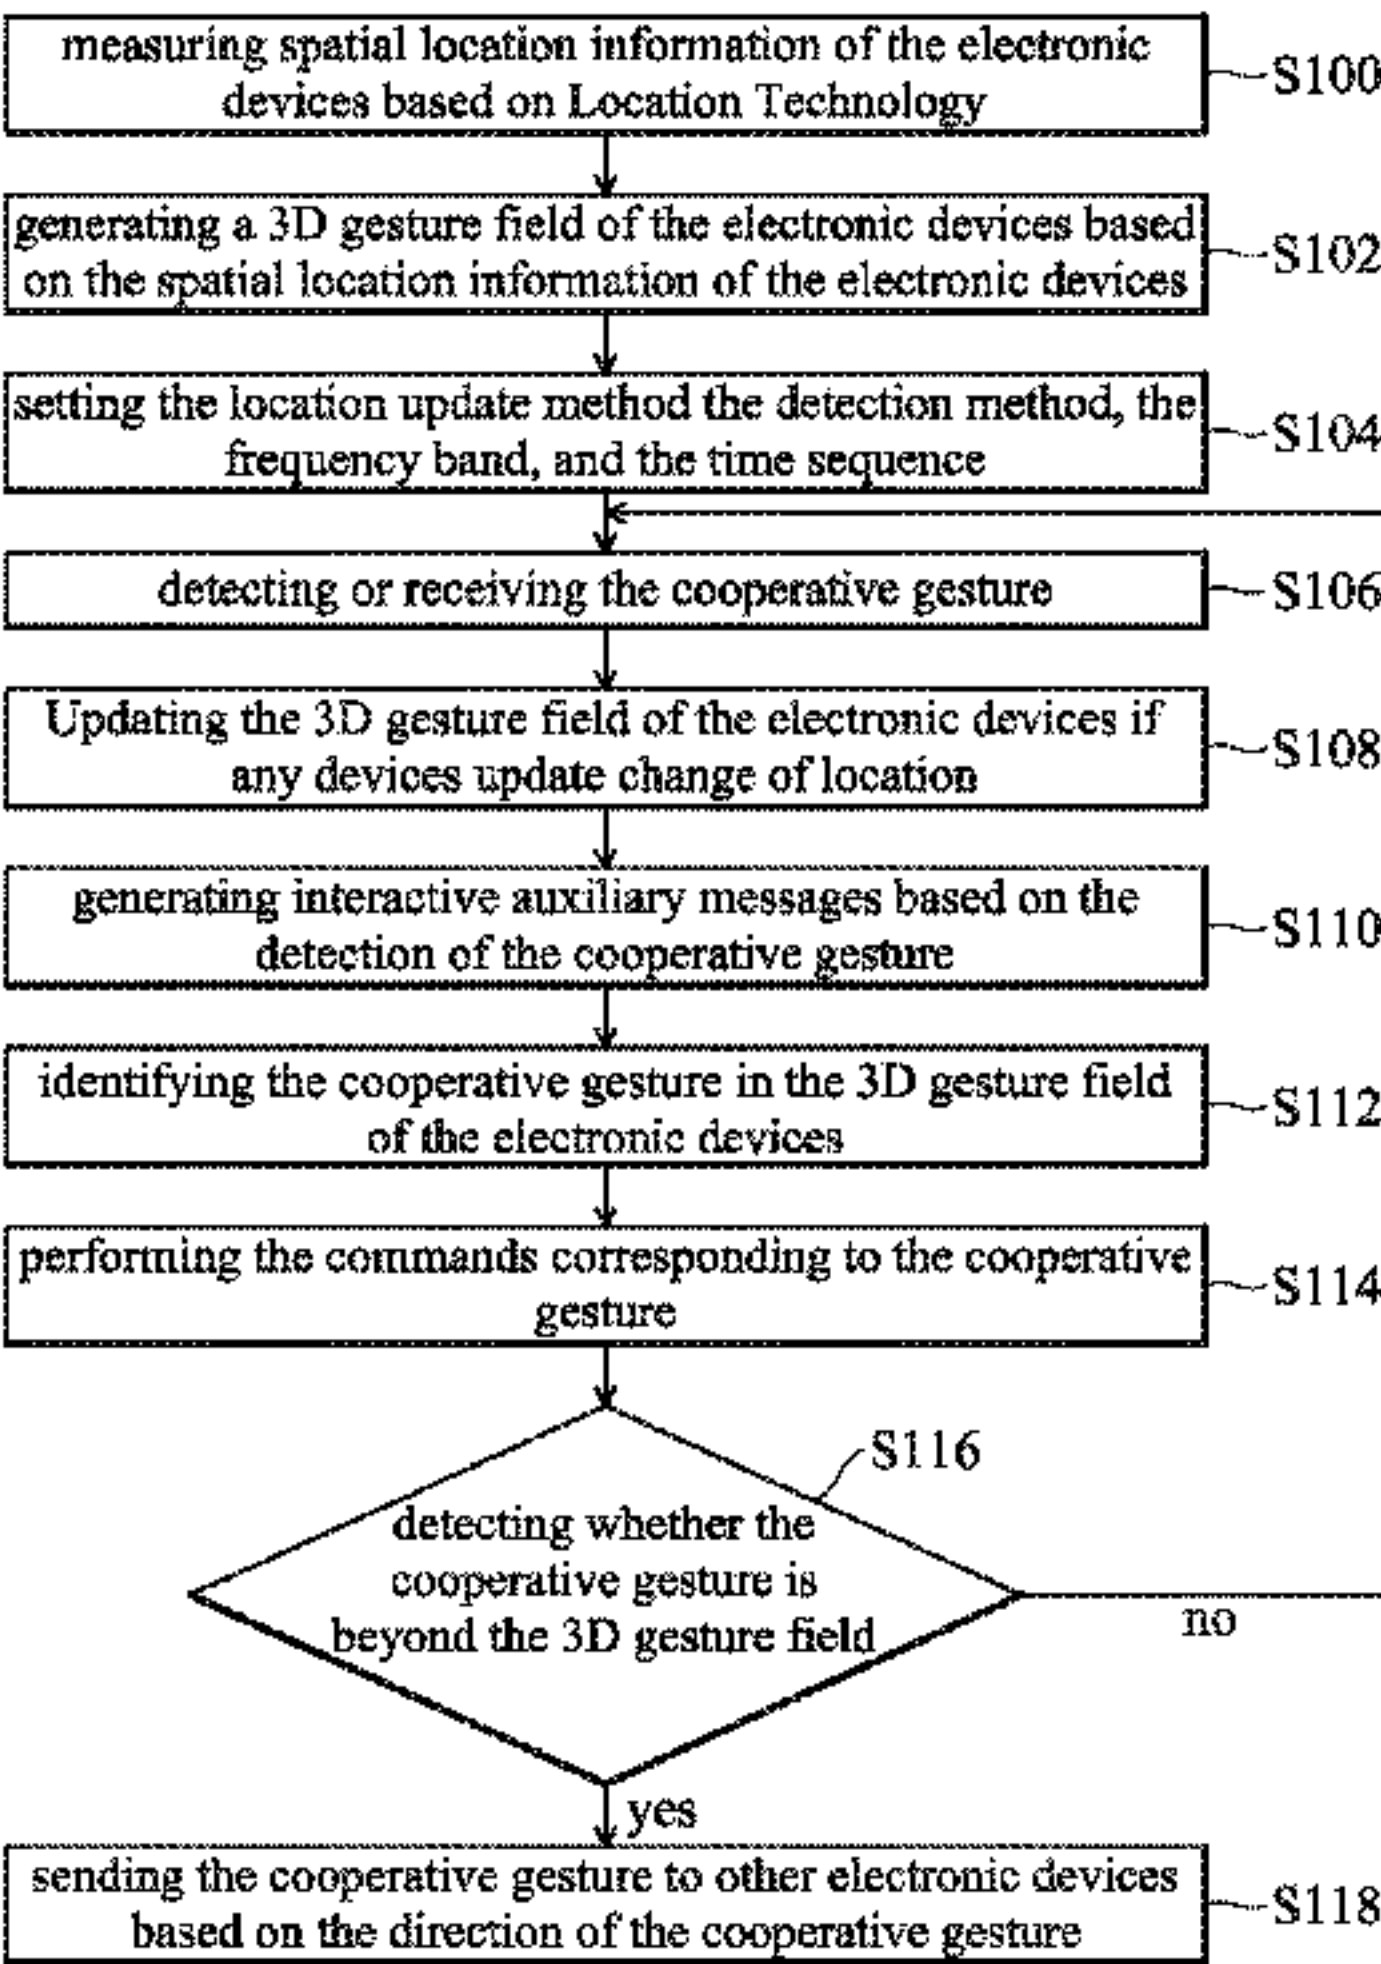 measuring spatial location information of the electronic
devices based on Location Technology
S100
generating a 3D gesture field of the electronic devices based
on the spatial location information of the electronic devices
S102
setting the location update method the detection method, the
frequency band, and the time sequence
S104
detecting or receiving the cooperative gesture
S106
Updating the 3D gesture field of the electronic devices if
any devices update change of location
S108
generating interactive auxiliary messages based on the
detection of the cooperative gesture
S110
identifying the cooperative gesture in the 3D gesture field
of the electronic devices
S112
performing the commands corresponding to the cooperative
gesture
S114
S116
detecting whether the
cooperative gesture is
beyond the 3D gesture field
no
yes
sending the cooperative gesture to other electronic devices
based on the direction of the cooperative gesture
S118